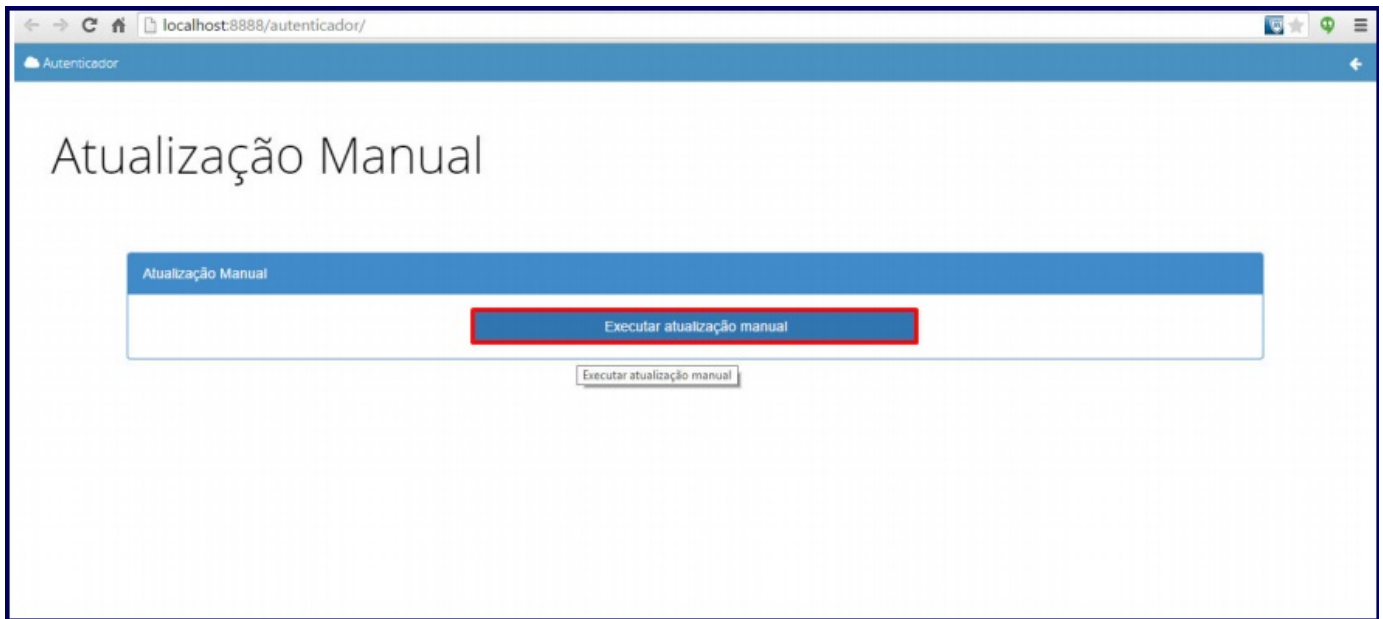 localhost:8888/autenticador/
Autenticador
Atualização Manual
Atualização Manual
Executar atualização manual
Executar atualização manual